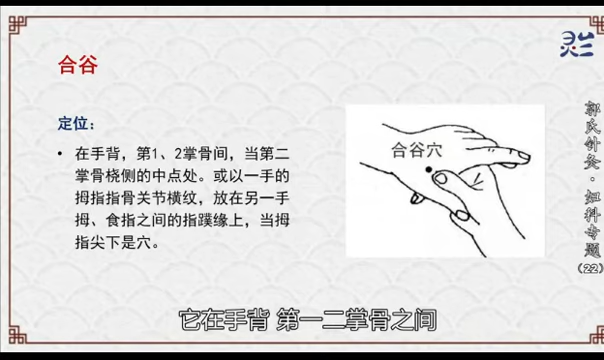 合谷
灵兰
定位：
• 在手背，第1、2掌骨间，当第二
掌骨桡侧的中点处。或以一手的
拇指指骨关节横纹，放在另一手
拇、食指之间的指蹼缘上，当拇
指尖下是穴。
合谷穴
郭氏针灸·妇科专题
（22）
它在手背 第一二掌骨之间